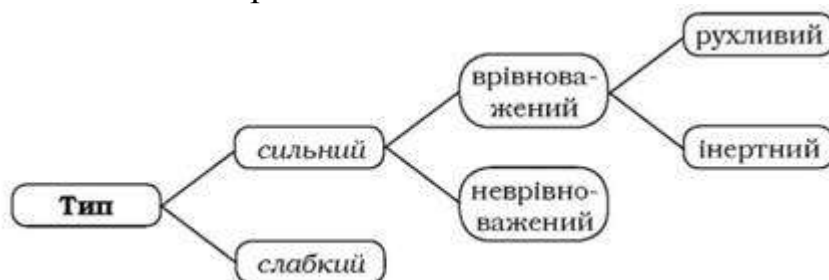 рухливий
врівнова-
жений
сильний
інертний
Тип
неврівно-
важений
слабкий